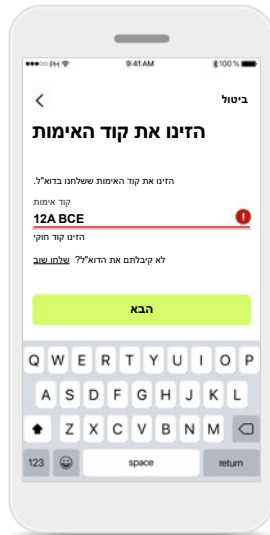 PH
9:41 AM
100 %
ביטול
הזינו את קוד האימות
הזינו את קוד האימות ששלחנו בדוא"ל.
קוד אימות
12A BCE
הזינו קוד חוקי
לא קיבלתם את הדוא"ל? שלחו שוב
הבא
Q W E R T Y U I O P
A S D F G H J K L
Z X C V B N M
123 space return